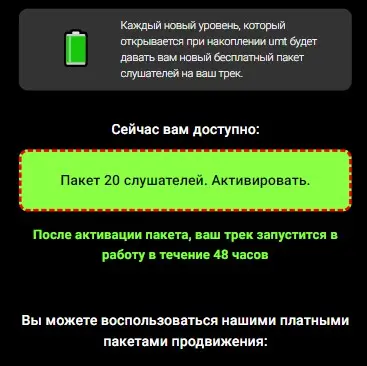 Каждый новый уровень, который
открывается при накоплении umt будет
давать вам новый бесплатный пакет
слушателей на ваш трек.
Сейчас вам доступно:
Пакет 20 слушателей. Активировать.
После активации пакета, ваш трек запустится в
работу в течение 48 часов
Вы можете воспользоваться нашими платными
пакетами продвижения: